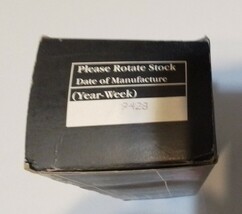 Please Rotate Stock
Date of Manufacture
(Year-Week)
9428